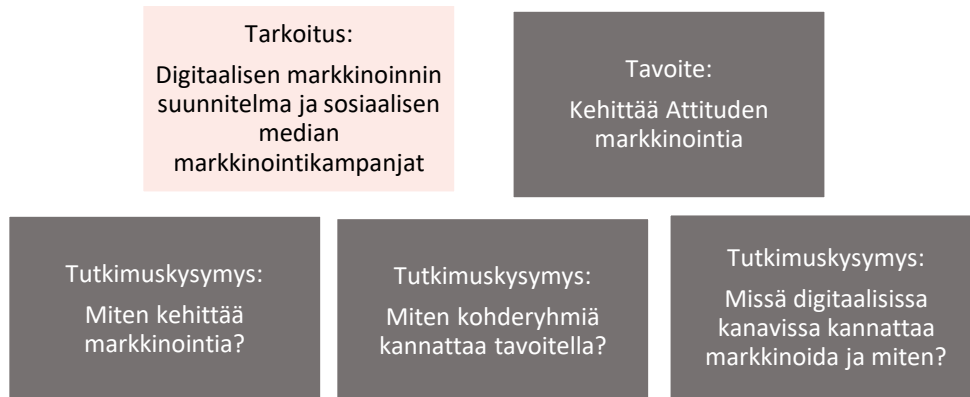 Tarkoitus:
Digitaalisen markkinoinnin
suunnitelma ja sosiaalisen
median
markkinointikampanjat
Tavoite:
Kehittää Attituden
markkinointia
Tutkimuskysymys:
Miten kehittää
markkinointia?
Tutkimuskysymys:
Miten kohderyhmiä
kannattaa tavoitella?
Tutkimuskysymys:
Missä digitaalisissa
kanavissa kannattaa
markkinoida ja miten?